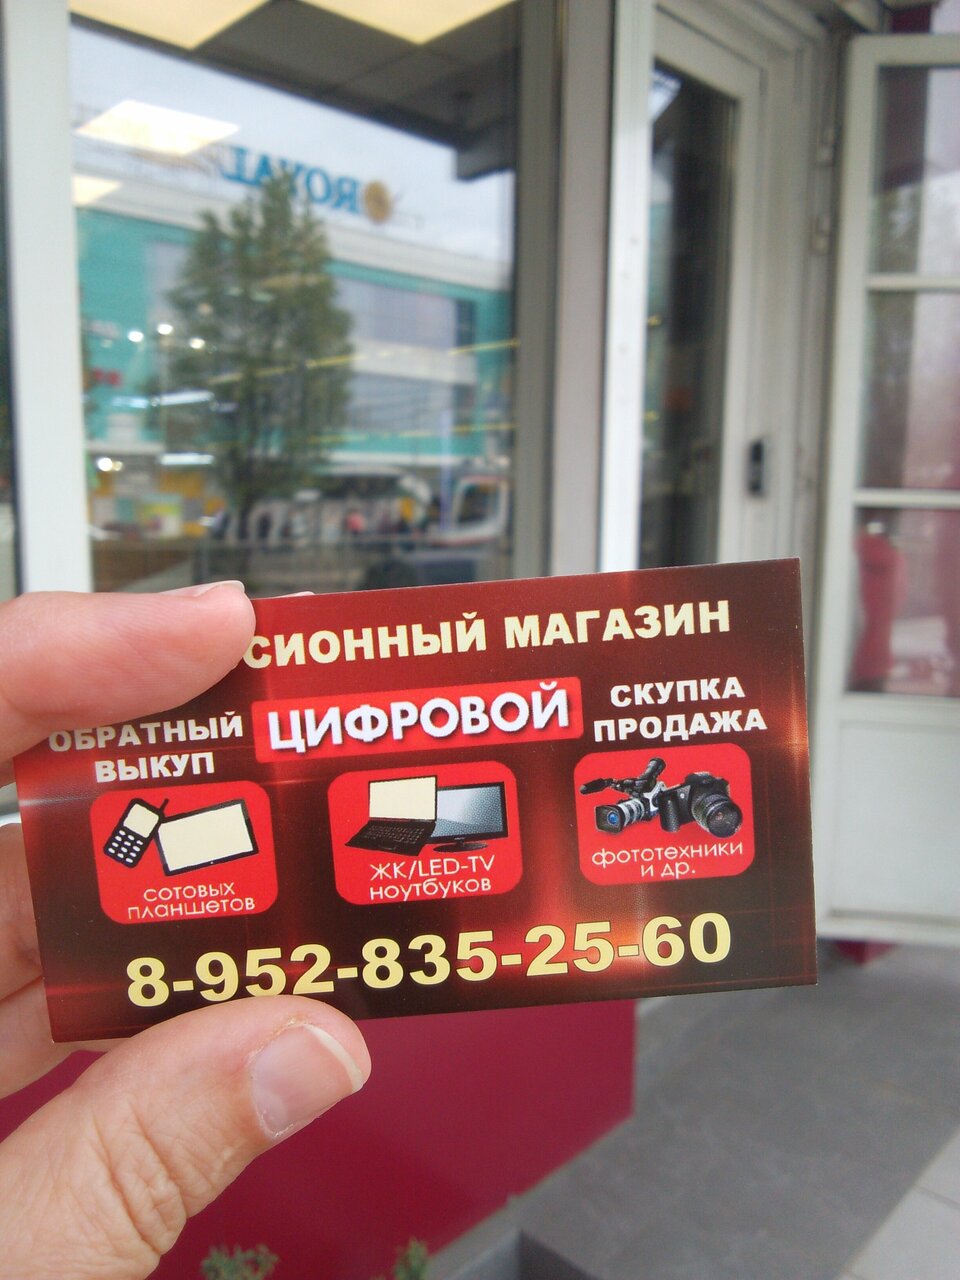 ROYAL
СИОННЫЙ МАГАЗИН
ОБРАТНЫЙ
ВЫКУП
ЦИФРОВОЙ
СКУПКА
ПРОДАЖА
СОТОВЫХ
ПЛАНШЕТОВ
ЖК/LED-TV
НОУТБУКОВ
ФОТОТЕХНИКИ
И ДР.
8-952-835-25-60